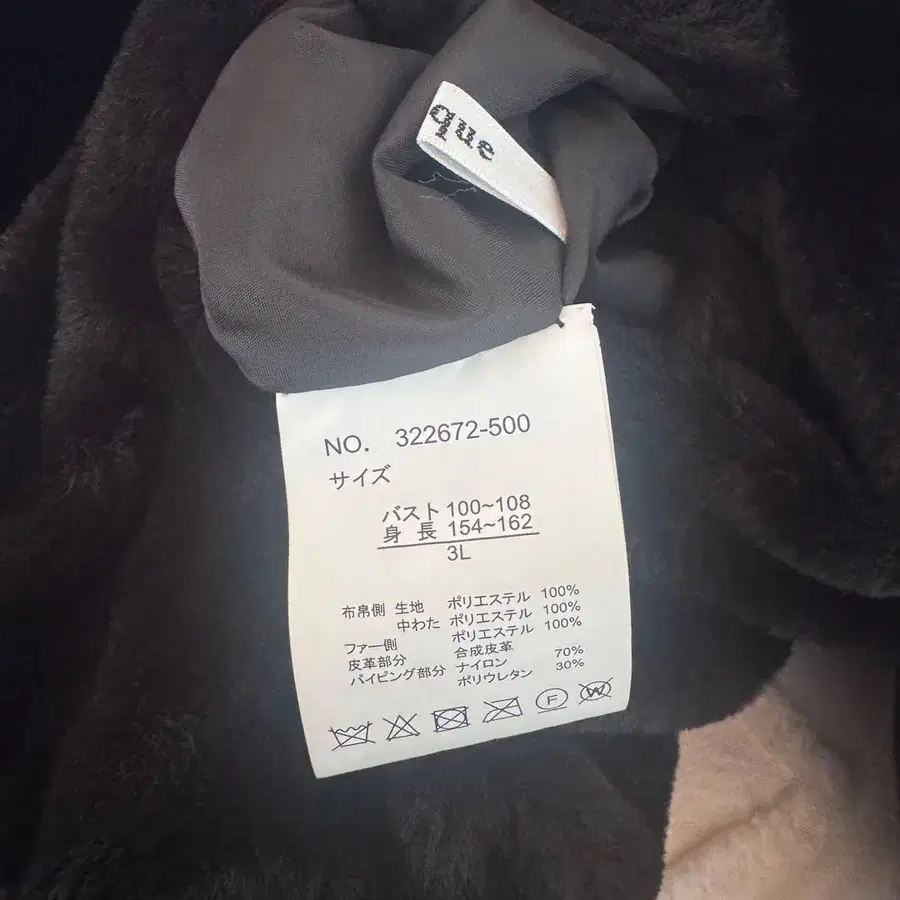 que
NO. 322672-500
サイズ
バスト 100~108
身長 154~162
3L
布帛側 生地 ポリエステル 100%
中わた ポリエステル 100%
ファー側 ポリエステル 100%
皮革部分 合成皮革
パイピング部分 ナイロン 70%
ポリウレタン 30%
F
W